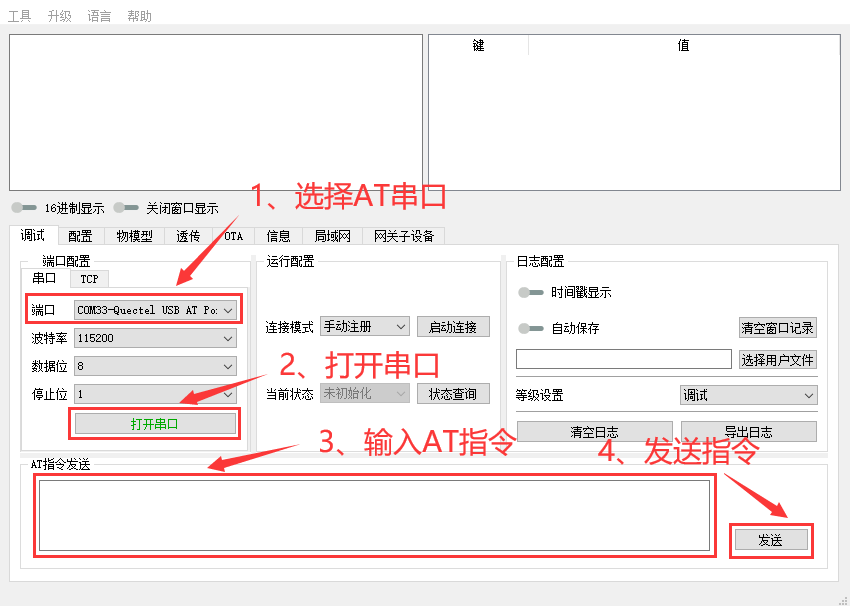 工具 升级 语言 帮助
键 值
1、选择AT串口
16进制显示 关闭窗口显示
调试 配置 物模型 透传 OTA 信息 局域网 网关子设备
端口配置 运行配置 日志配置
串口 TCP
时间戳显示
端口 COM33-Quectel USB AT Po:
连接模式 手动注册 启动连接
自动保存 清空窗口记录
波特率 115200
2、打开串口
选择用户文件
数据位 8
停止位 1
当前状态 未初始化 状态查询
等级设置 调试
打开串口
清空日志 导出日志
3、输入AT指令
4、发送指令
AT指令发送
发送